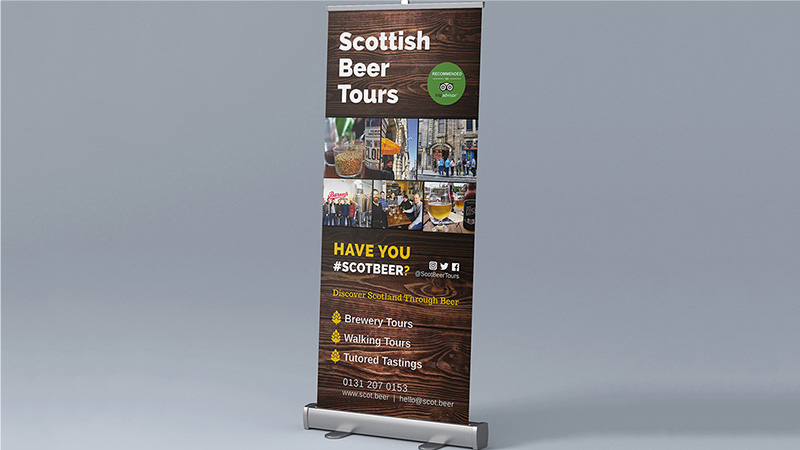 Scottish
Beer
Tours
RECOMMENDED
tripadvisor
HAVE YOU
#SCOTBEER?
@ScotBeerTours
Discover Scotland Through Beer
Brewery Tours
Walking Tours
Tutored Tastings
0131 207 0153
www.scot.beer | hello@scot.beer